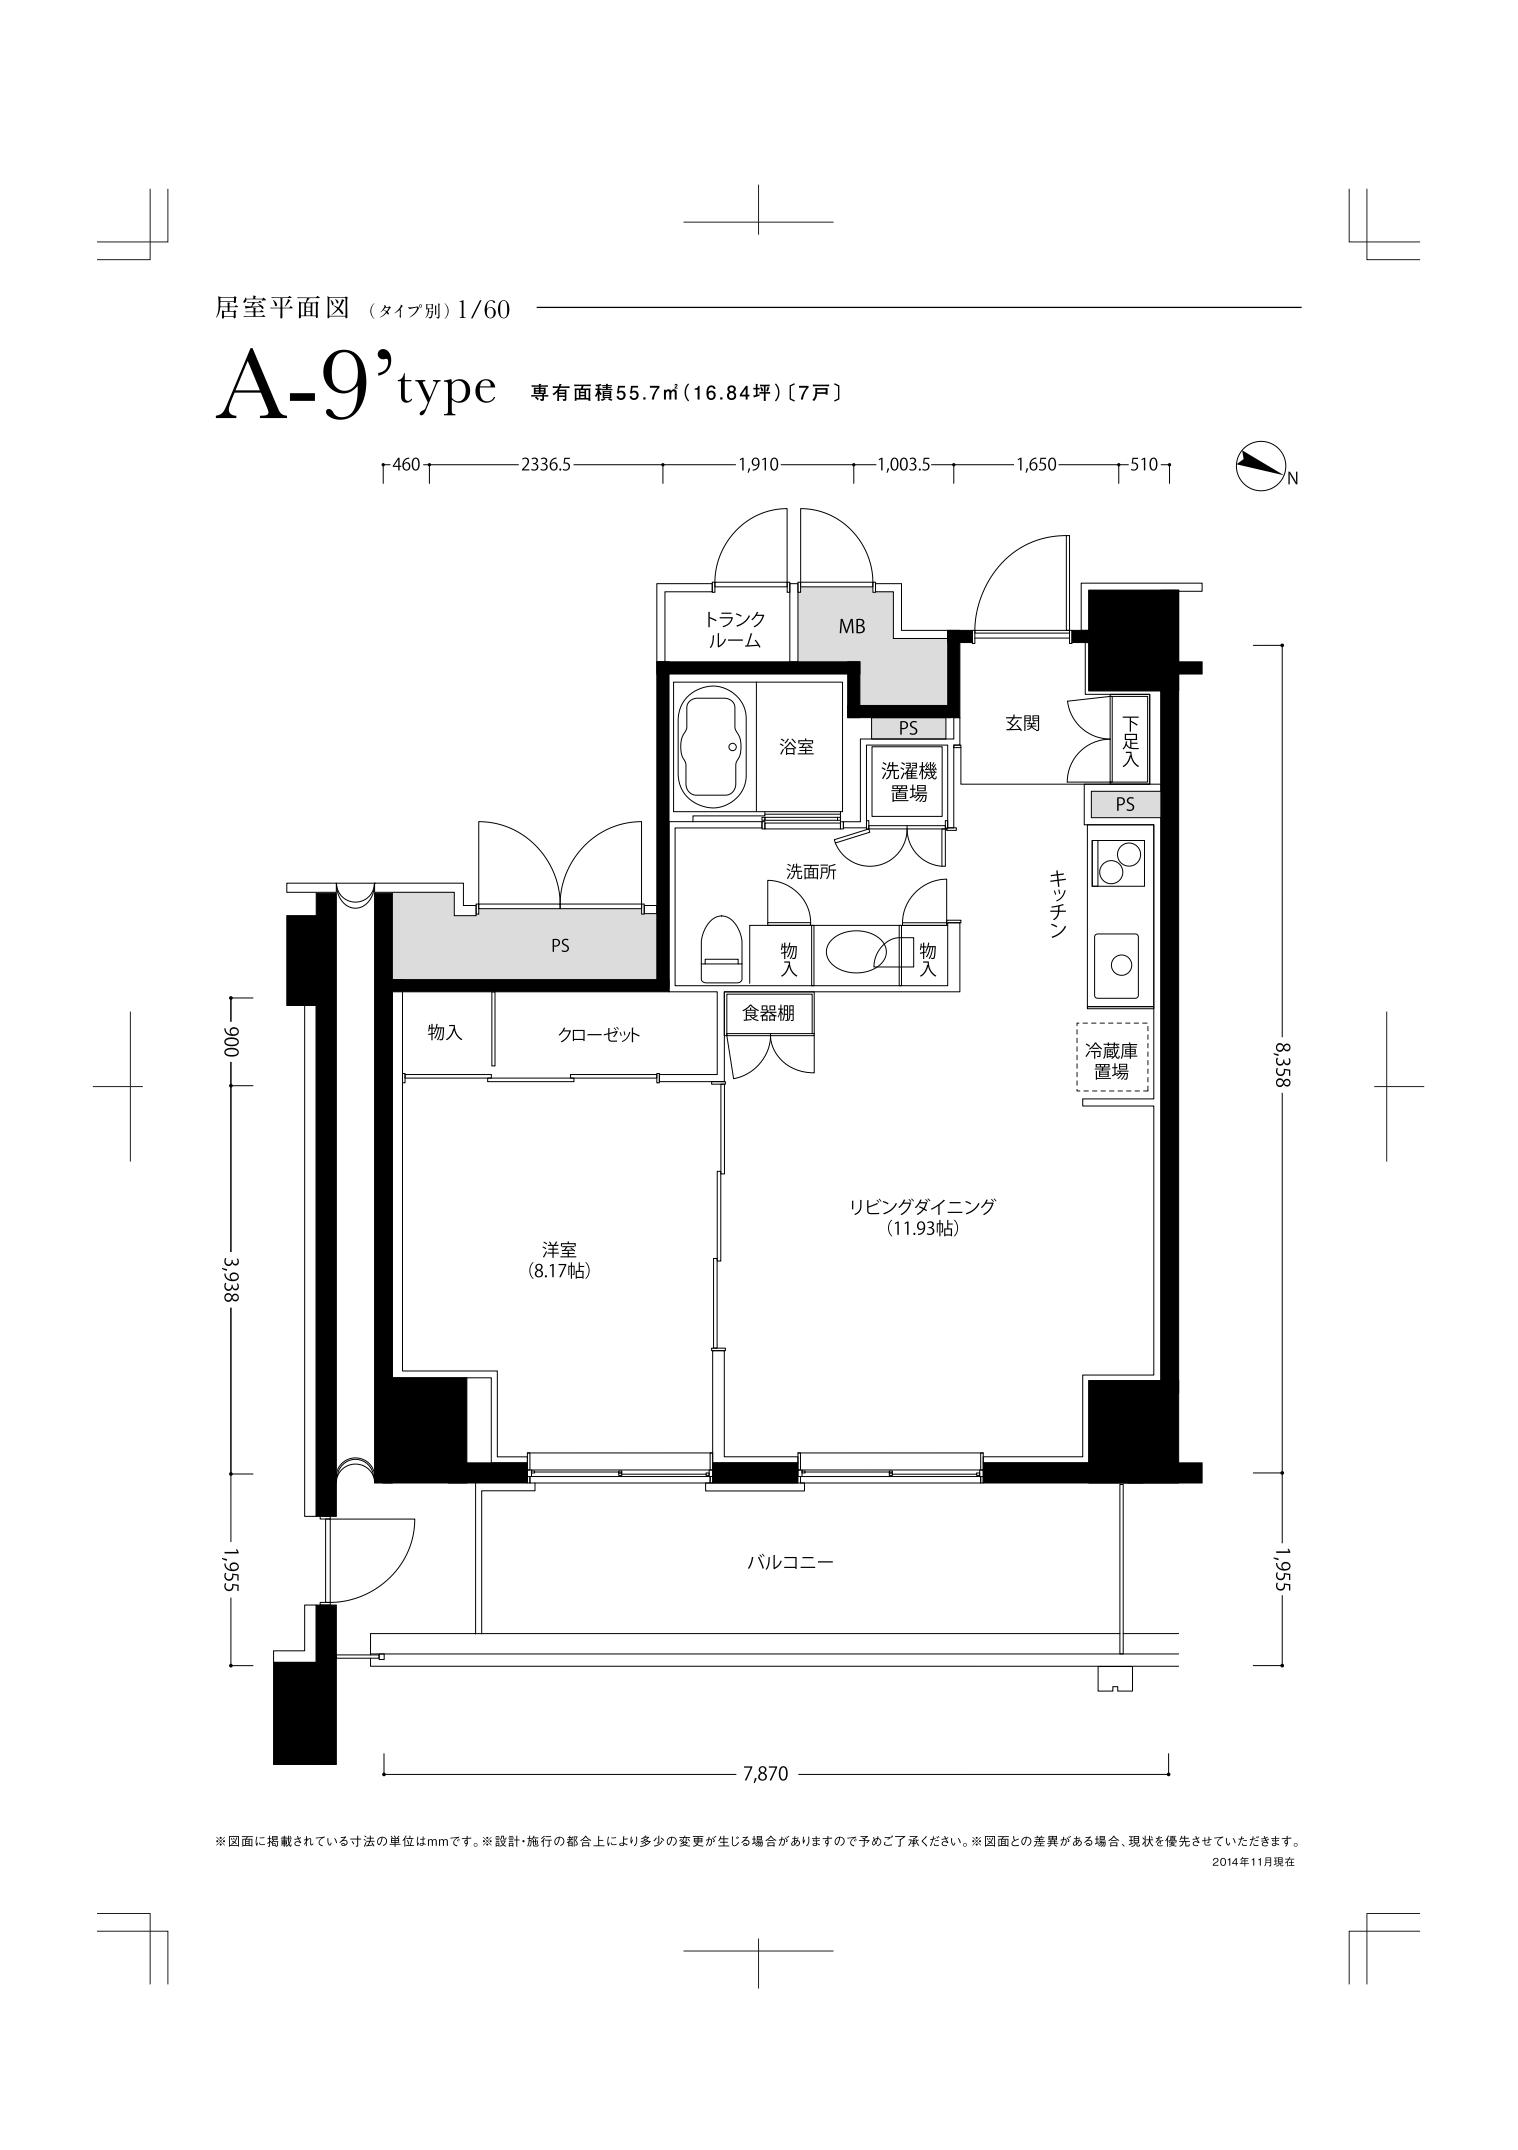 居室平面図 （タイプ別）1/60
A-9’type 専有面積55.7㎡（16.84坪）〔7戸〕
460 2336.5 1,910 1,003.5 1,650 510
N
トランク
ルーム
MB
玄関
下足入
PS
浴室
洗濯機
置場
PS
洗面所
キッチン
PS
物入
物入
食器棚
物入
クローゼット
冷蔵庫
置場
リビングダイニング
（11.93帖）
洋室
（8.17帖）
バルコニー
900
3,938
1,955
8,358
1,955
7,870
※図面に掲載されている寸法の単位はmmです。※設計・施行の都合上により多少の変更が生じる場合がありますので予めご了承ください。※図面との差異がある場合、現状を優先させていただきます。
2014年11月現在